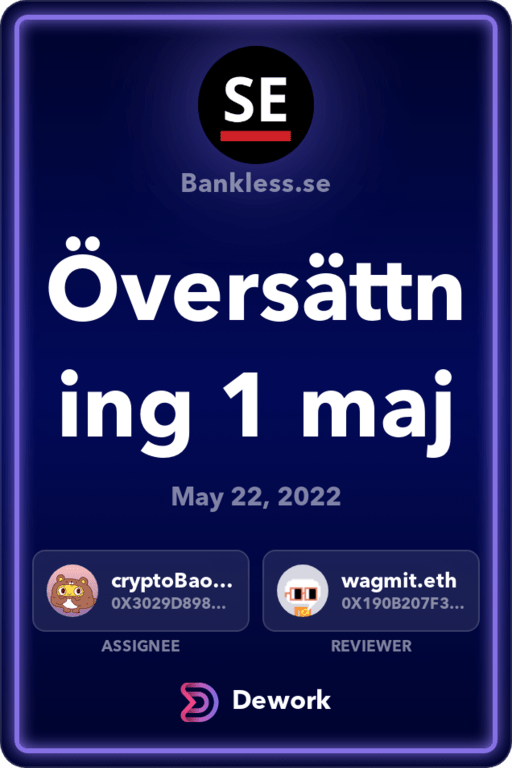 SE
Bankless.se
Översättn
ing 1 maj
May 22, 2022
cryptoBao...
0X3029D898...
wagmit.eth
0X190B207F3...
ASSIGNEE
REVIEWER
Dework